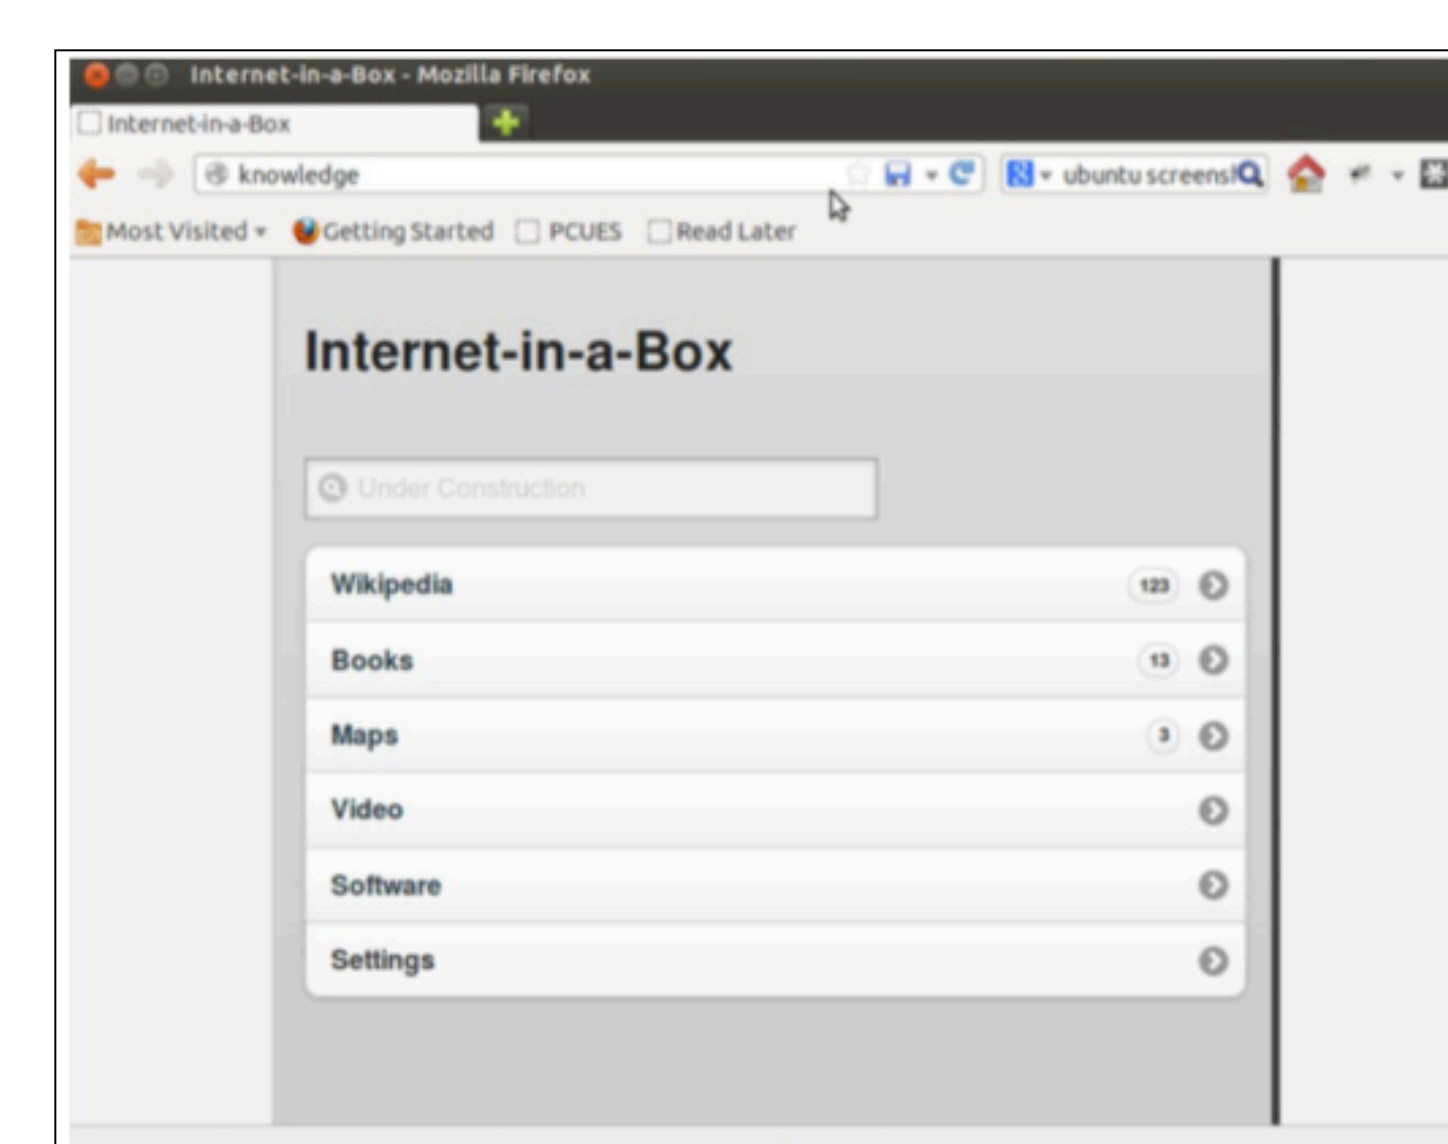 Internet-in-a-Box - Mozilla Firefox
Internet-in-a-Box
knowledge ubuntu screensl
Most Visited Getting Started PCUES Read Later
Internet-in-a-Box
Under Construction
Wikipedia 123
Books 13
Maps 3
Video
Software
Settings